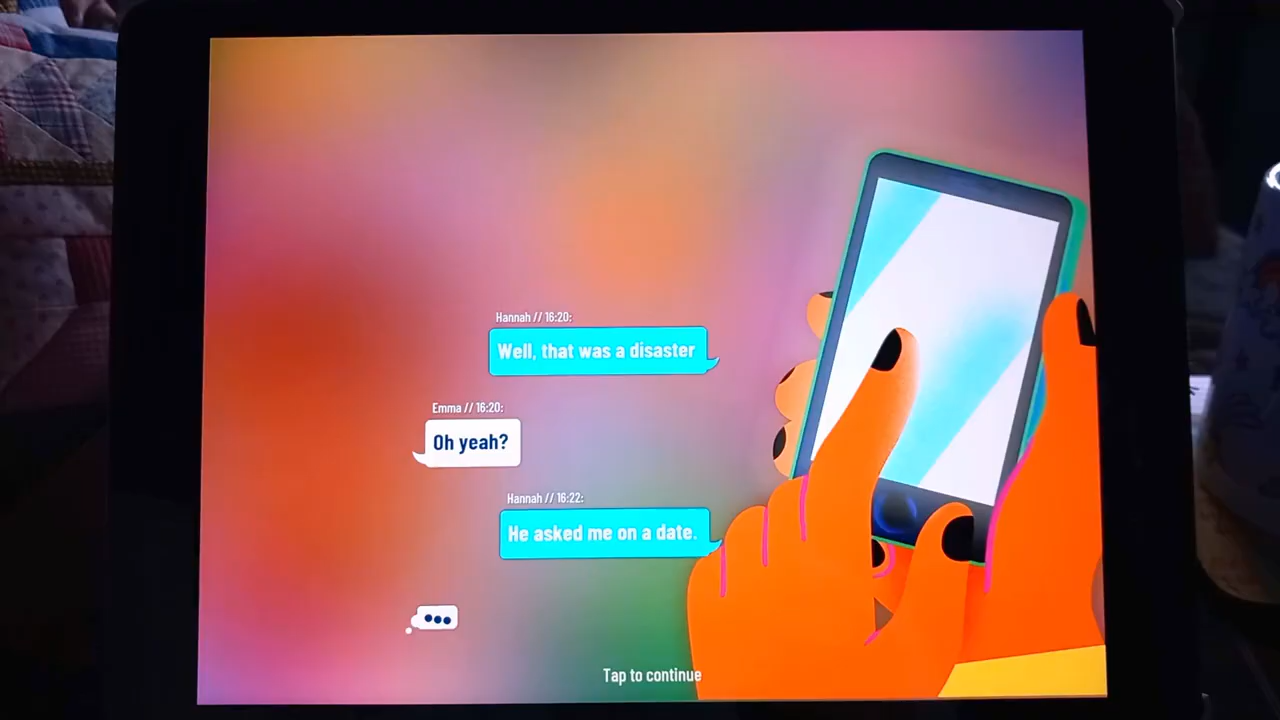 Hannah // 16:20:
Well, that was a disaster
Emma // 16:20:
Oh yeah?
Hannah // 16:22:
He asked me on a date.
Tap to continue